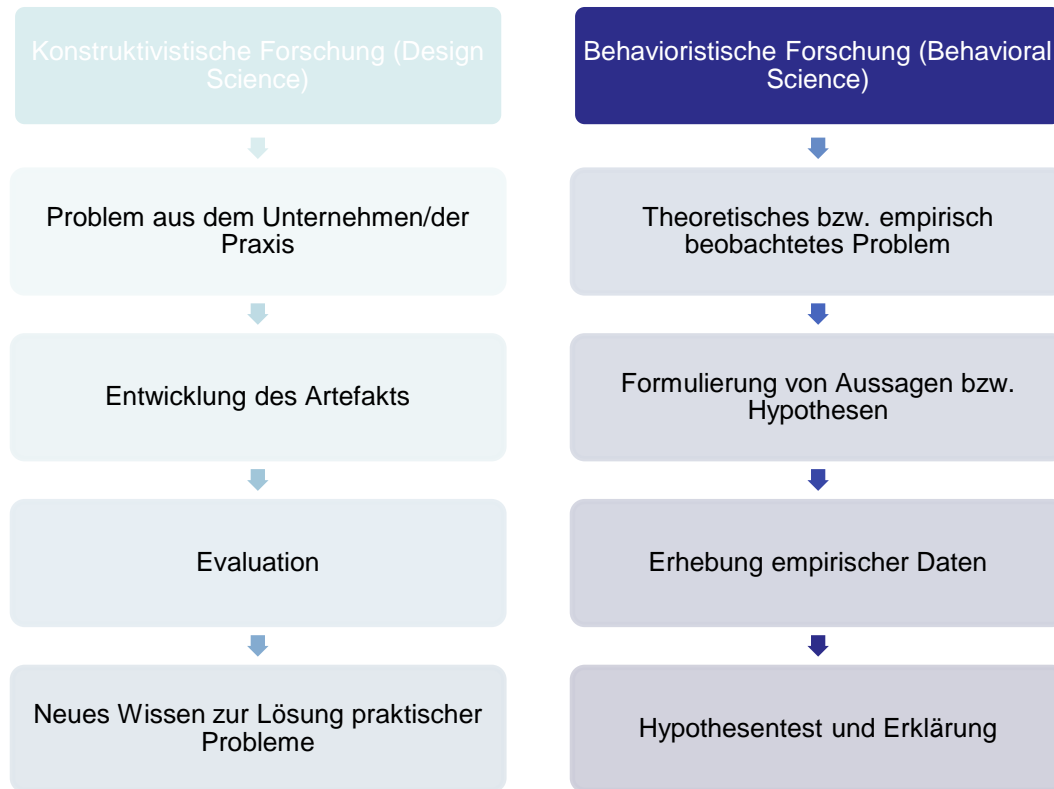 Konstruktivistische Forschung (Design
Science)
Problem aus dem Unternehmen/der
Praxis
Entwicklung des Artefakts
Evaluation
Neues Wissen zur Lösung praktischer
Probleme
Behavioristische Forschung (Behavioral
Science)
Theoretisches bzw. empirisch
beobachtetes Problem
Formulierung von Aussagen bzw.
Hypothesen
Erhebung empirischer Daten
Hypothesentest und Erklärung